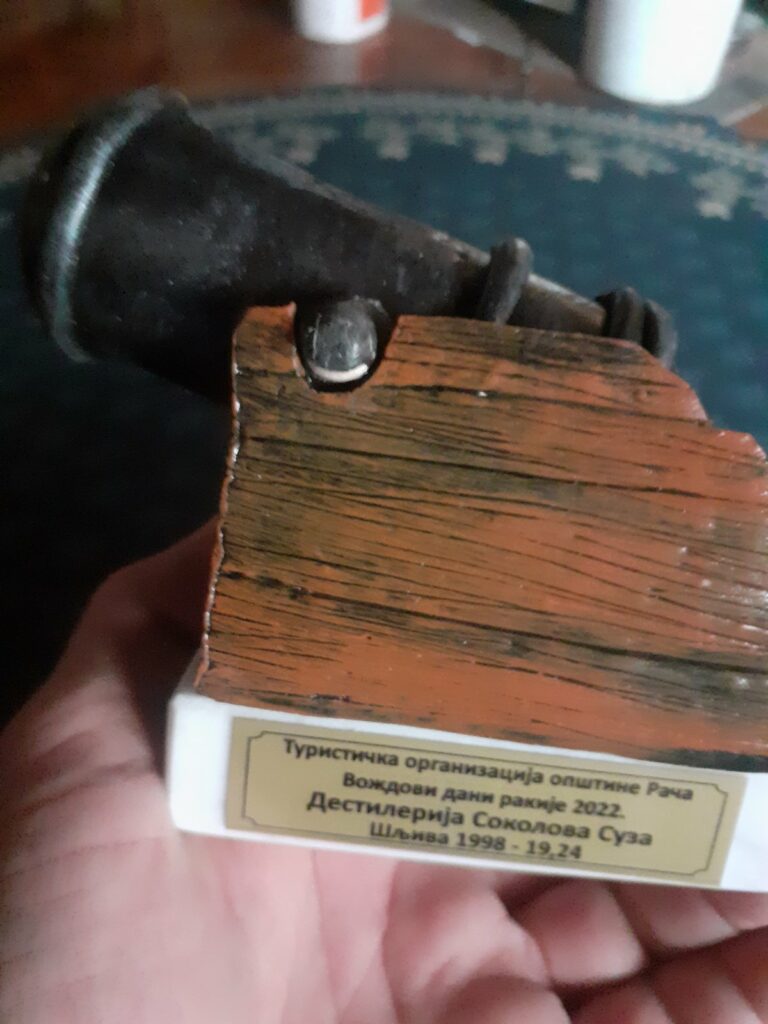 Туристичка организација општине Рача
Вождови дани ракије 2022.
Дестилерија Соколова Суза
Шљива 1998 - 19,24